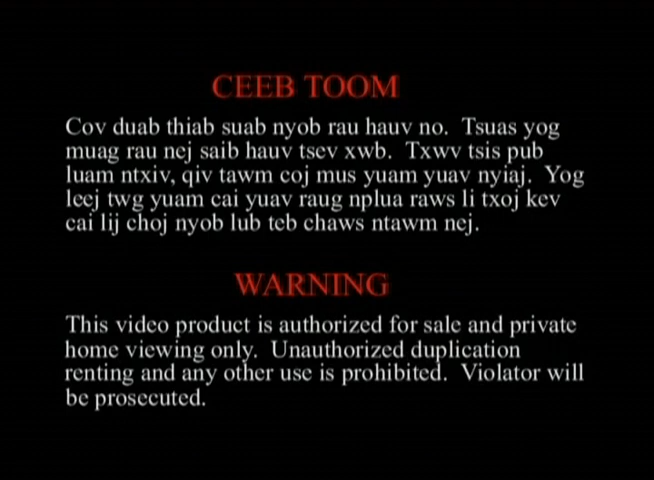 CEEB TOOM
Cov duab thiab suab nyob rau hauv no. Tsuas yog
muag rau nej saib hauv tsev xwb. Txwv tsis pub
luam ntxiv, qiv tawm coj mus yuam yuav nyiaj. Yog
leej twg yuam cai yuav raug nplua raws li txoj kev
cai lij choj nyob lub teb chaws ntawm nej.
WARNING
This video product is authorized for sale and private
home viewing only. Unauthorized duplication
renting and any other use is prohibited. Violator will
be prosecuted.